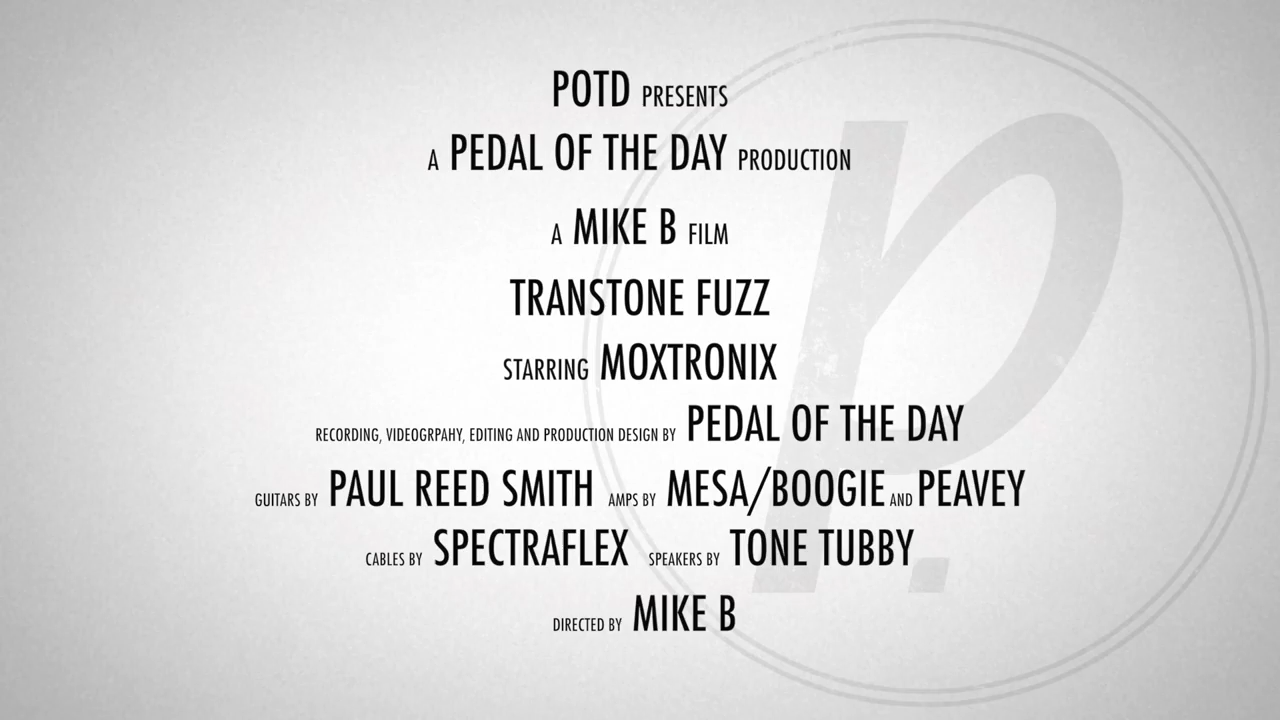 POTD PRESENTS
A PEDAL OF THE DAY PRODUCTION
A MIKE B FILM
TRANSTONE FUZZ
STARRING MOXTRONIX
RECORDING, VIDEOGRPAHY, EDITING AND PRODUCTION DESIGN BY PEDAL OF THE DAY
GUITARS BY PAUL REED SMITH AMPS BY MESA/BOOGIE AND PEAVEY
CABLES BY SPECTRAFLEX SPEAKERS BY TONE TUBBY
DIRECTED BY MIKE B
p.